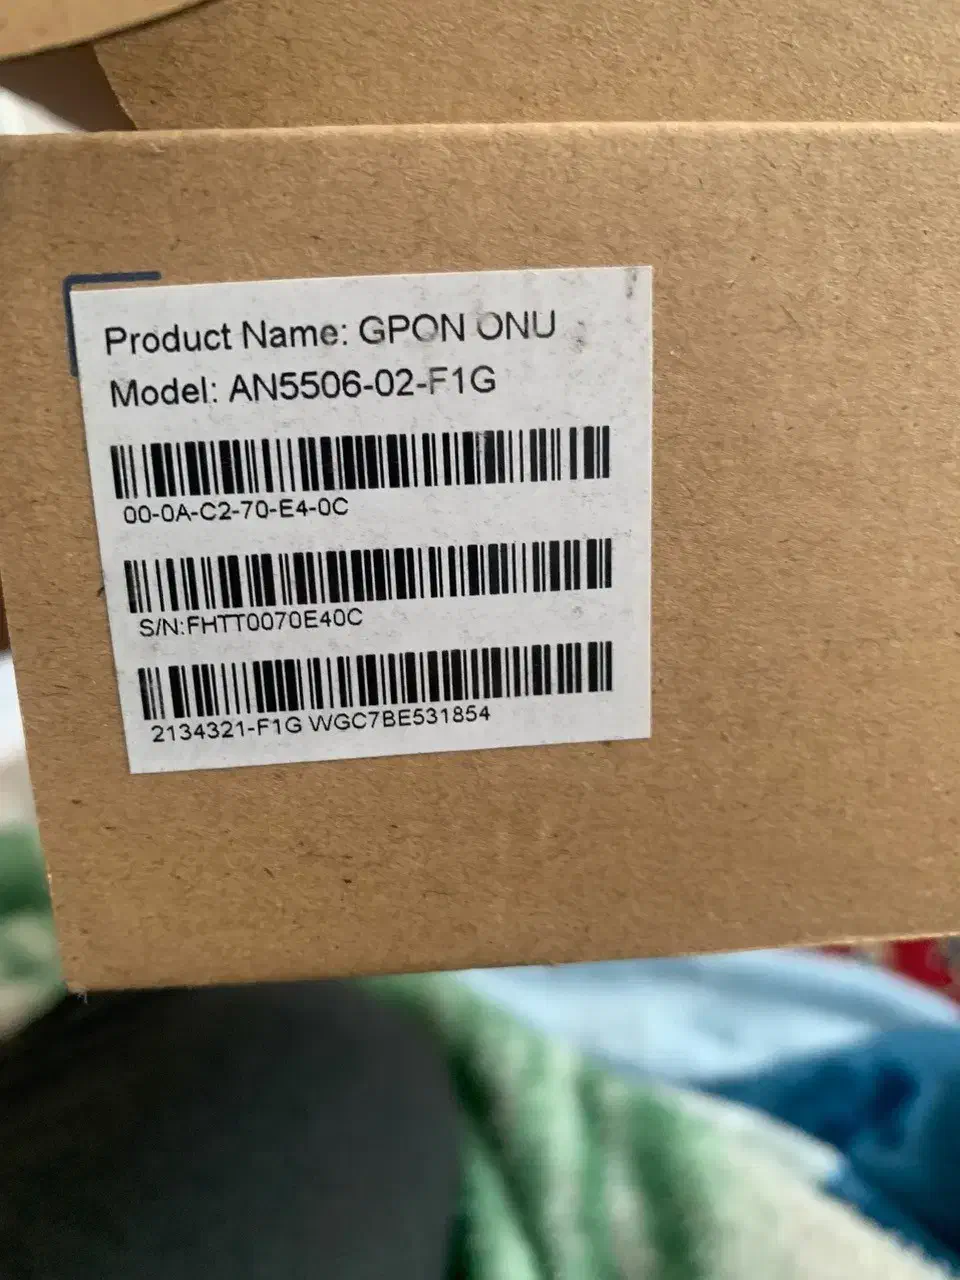 Product Name: GPON ONU
Model: AN5506-02-F1G
00-0A-C2-70-E4-0C
S/N:FHTT0070E40C
2134321-F1G WGC7BE531854